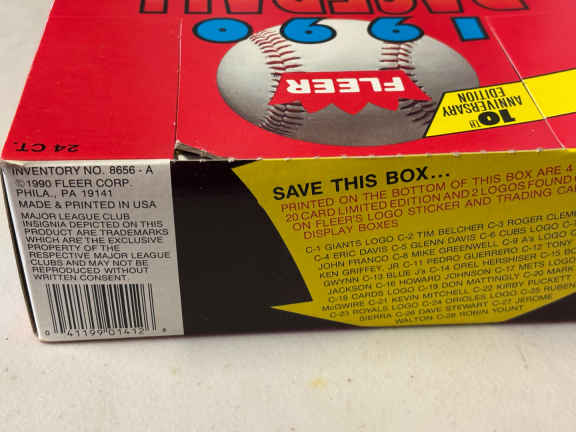 BASEBALL
1990
FLEER
10TH
ANNIVERSARY
EDITION
24 CT.
INVENTORY NO. 8656 - A
©1990 FLEER CORP.
PHILA., PA 19141
MADE & PRINTED IN USA
MAJOR LEAGUE CLUB
INSIGNIA DEPICTED ON THIS
PRODUCT ARE TRADEMARKS
WHICH ARE THE EXCLUSIVE
PROPERTY OF THE
RESPECTIVE MAJOR LEAGUE
CLUBS AND MAY NOT BE
REPRODUCED WITHOUT
WRITTEN CONSENT.
0 41199 01412 8
SAVE THIS BOX...
PRINTED ON THE BOTTOM OF THIS BOX ARE 4
20 CARD LIMITED EDITION AND 2 LOGOS FOUND
ON FLEER'S LOGO STICKER AND TRADING CAR
DISPLAY BOXES
C-1 GIANTS LOGO C-2 TIM BELCHER C-3 ROGER CLEME
C-4 ERIC DAVIS C-5 GLENN DAVIS C-6 CUBS LOGO C-7
JOHN FRANCO C-8 MIKE GREENWELL C-9 A's LOGO C
KEN GRIFFEY, JR C-11 PEDRO GUERRERO C-12 TONY
GWYNN C-13 BLUE J's C-14 OREL HERSHISER C-15 B
JACKSON C-16 HOWARD JOHNSON C-17 METS LOGO
C-18 CARDS LOGO C-19 DON MATTINGLY C-20 MARK
McGWIRE C-21 KEVIN MITCHELL C-22 KIRBY PUCKETT
C-23 ROYALS LOGO C-24 ORIOLES LOGO C-25 RUBEN
SIERRA C-26 DAVE STEWART C-27 JEROME
WALTON C-28 ROBIN YOUNT